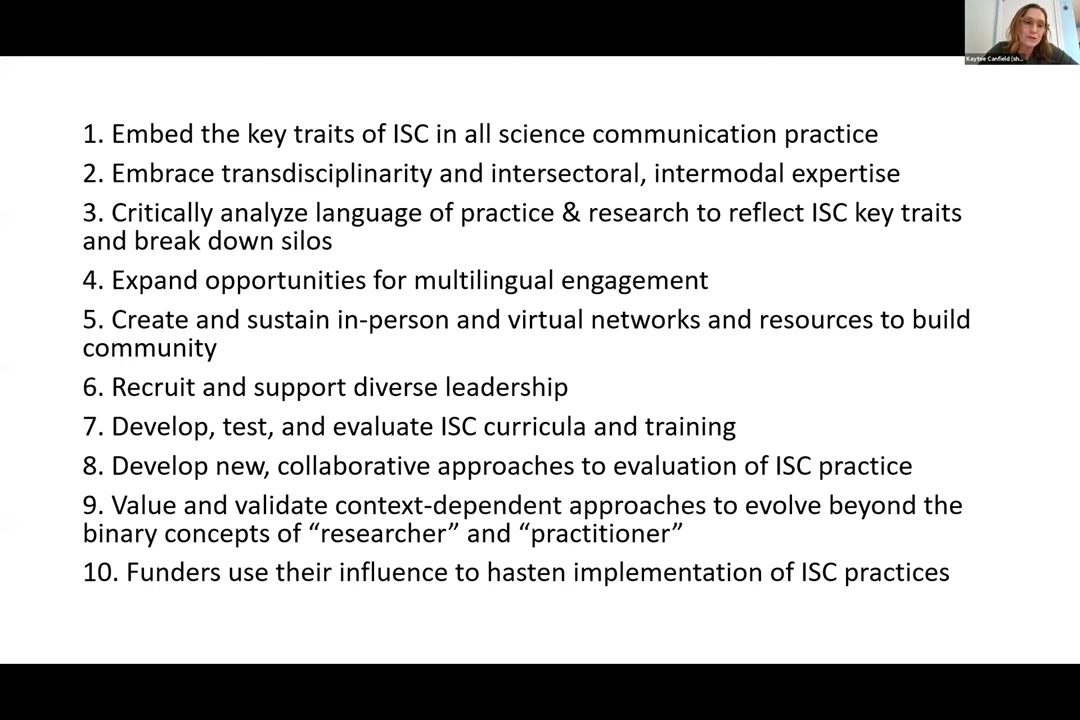 Kaytee Canfield (sh...
1. Embed the key traits of ISC in all science communication practice
2. Embrace transdisciplinarity and intersectoral, intermodal expertise
3. Critically analyze language of practice & research to reflect ISC key traits
and break down silos
4. Expand opportunities for multilingual engagement
5. Create and sustain in-person and virtual networks and resources to build
community
6. Recruit and support diverse leadership
7. Develop, test, and evaluate ISC curricula and training
8. Develop new, collaborative approaches to evaluation of ISC practice
9. Value and validate context-dependent approaches to evolve beyond the
binary concepts of “researcher” and “practitioner”
10. Funders use their influence to hasten implementation of ISC practices